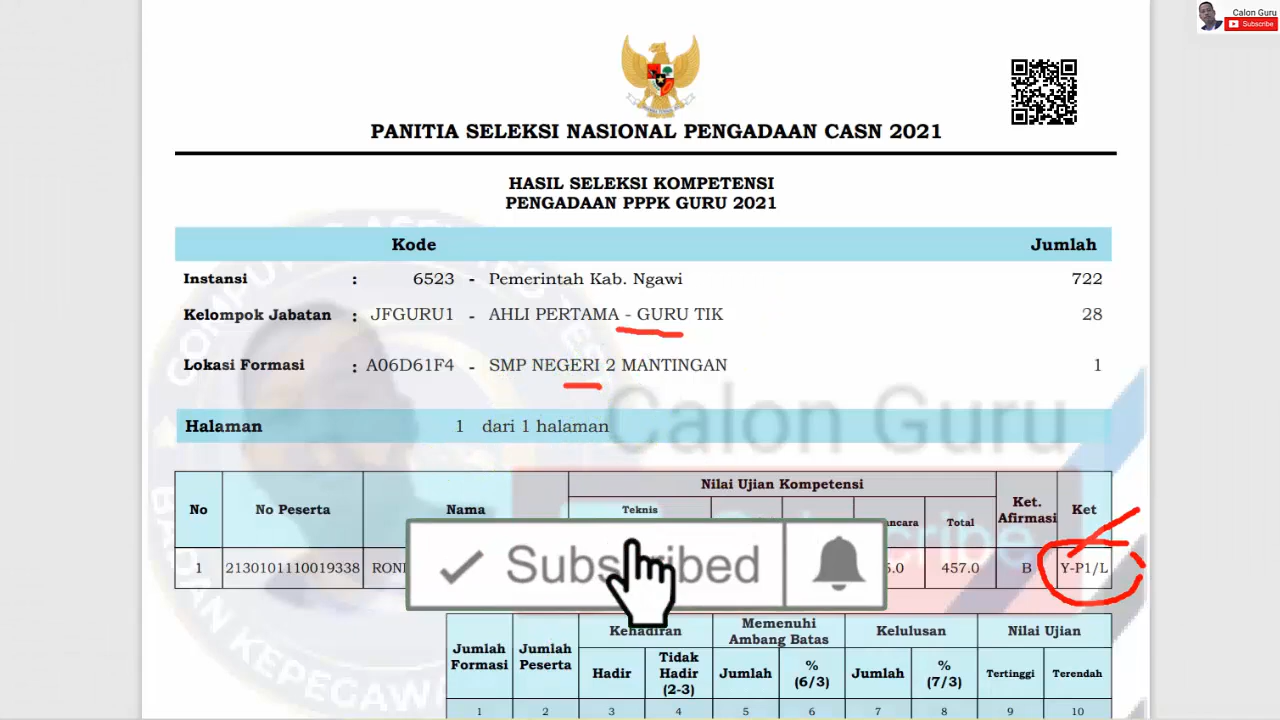 Calon Guru
Subscribe
PANITIA SELEKSI NASIONAL PENGADAAN CASN 2021
HASIL SELEKSI KOMPETENSI
PENGADAAN PPPK GURU 2021
Kode Jumlah
Instansi : 6523 - Pemerintah Kab. Ngawi 722
Kelompok Jabatan : JFGURU1 - AHLI PERTAMA - GURU TIK 28
Lokasi Formasi : A06D61F4 - SMP NEGERI 2 MANTINGAN 1
Calon Guru
Halaman 1 dari 1 halaman
No No Peserta Nama Nilai Ujian Kompetensi Ket. Afirmasi Ket
Teknis Total
1 2130101110019338 457.0 B Y-P1/L
Subscribed
Jumlah Formasi Jumlah Peserta Kehadiran Memenuhi Ambang Batas Kelulusan Nilai Ujian
Hadir Tidak Hadir (2-3) Jumlah % (6/3) Jumlah % (7/3) Tertinggi Terendah
1 2 3 4 5 6 7 8 9 10